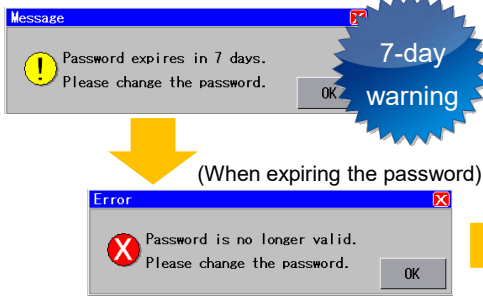 Message
Password expires in 7 days.
Please change the password.
OK
7-day
warning
(When expiring the password)
Error
X
Password is no longer valid.
Please change the password.
OK